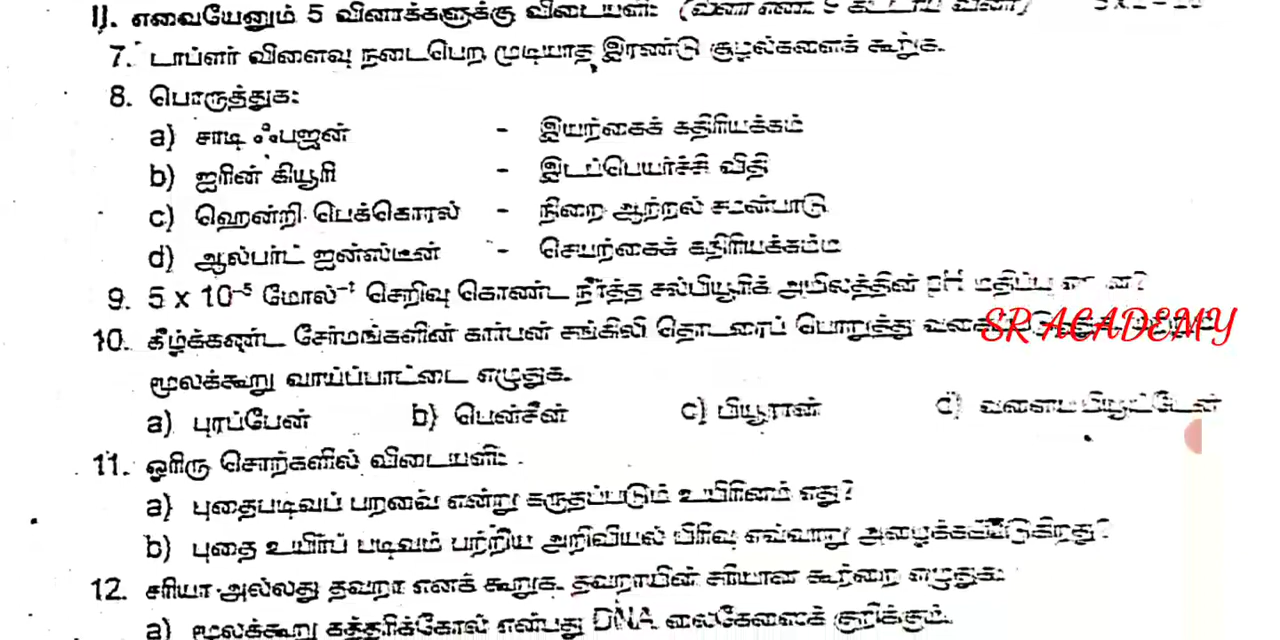 II. எவையேனும் 5 வினாக்களுக்கு விடையளி:
7. டாப்ளர் விளைவு நடைபெற முடியாத இரண்டு சூழல்களைக் கூறுக.
8. பொருத்துக:
a) சாடி ஃபஜன் - இயற்கைக் கதிரியக்கம்
b) ஐரின் கியூரி - இடப்பெயர்ச்சி விதி
c) ஹென்றி பெக்கொரல் - நிறை ஆற்றல் சமன்பாடு
d) ஆல்பர்ட் ஐன்ஸ்டீன் - செயற்கைக் கதிரியக்கம்
9. 5 x 10⁻⁵ மோல்⁻¹ செறிவு கொண்ட நீர்த்த சல்பியூரிக் அமிலத்தின் pH மதிப்பு என்ன?
10. கீழ்க்கண்ட சேர்மங்களின் கார்பன் சங்கிலி தொடரைப் பொறுத்து SR ACADEMY
மூலக்கூறு வாய்ப்பாட்டை எழுதுக.
a) புரப்பேன் b) பென்சீன் c) பியூரான் d) வளைய பியூட்டேன்
11. ஓரிரு சொற்களில் விடையளி:
a) புதைபடிவப் பறவை என்று கருதப்படும் உயிரினம் எது?
b) புதை உயிர்ப் படிவம் பற்றிய அறிவியல் பிரிவு எவ்வாறு அழைக்கப்படுகிறது?
12. சரியா அல்லது தவறா எனக் கூறுக. தவறாயின் சரியான கூற்றை எழுதுக:
a) மூலக்கூறு கத்தரிக்கோல் என்பது DNA லைகேஸைக் குறிக்கும்.